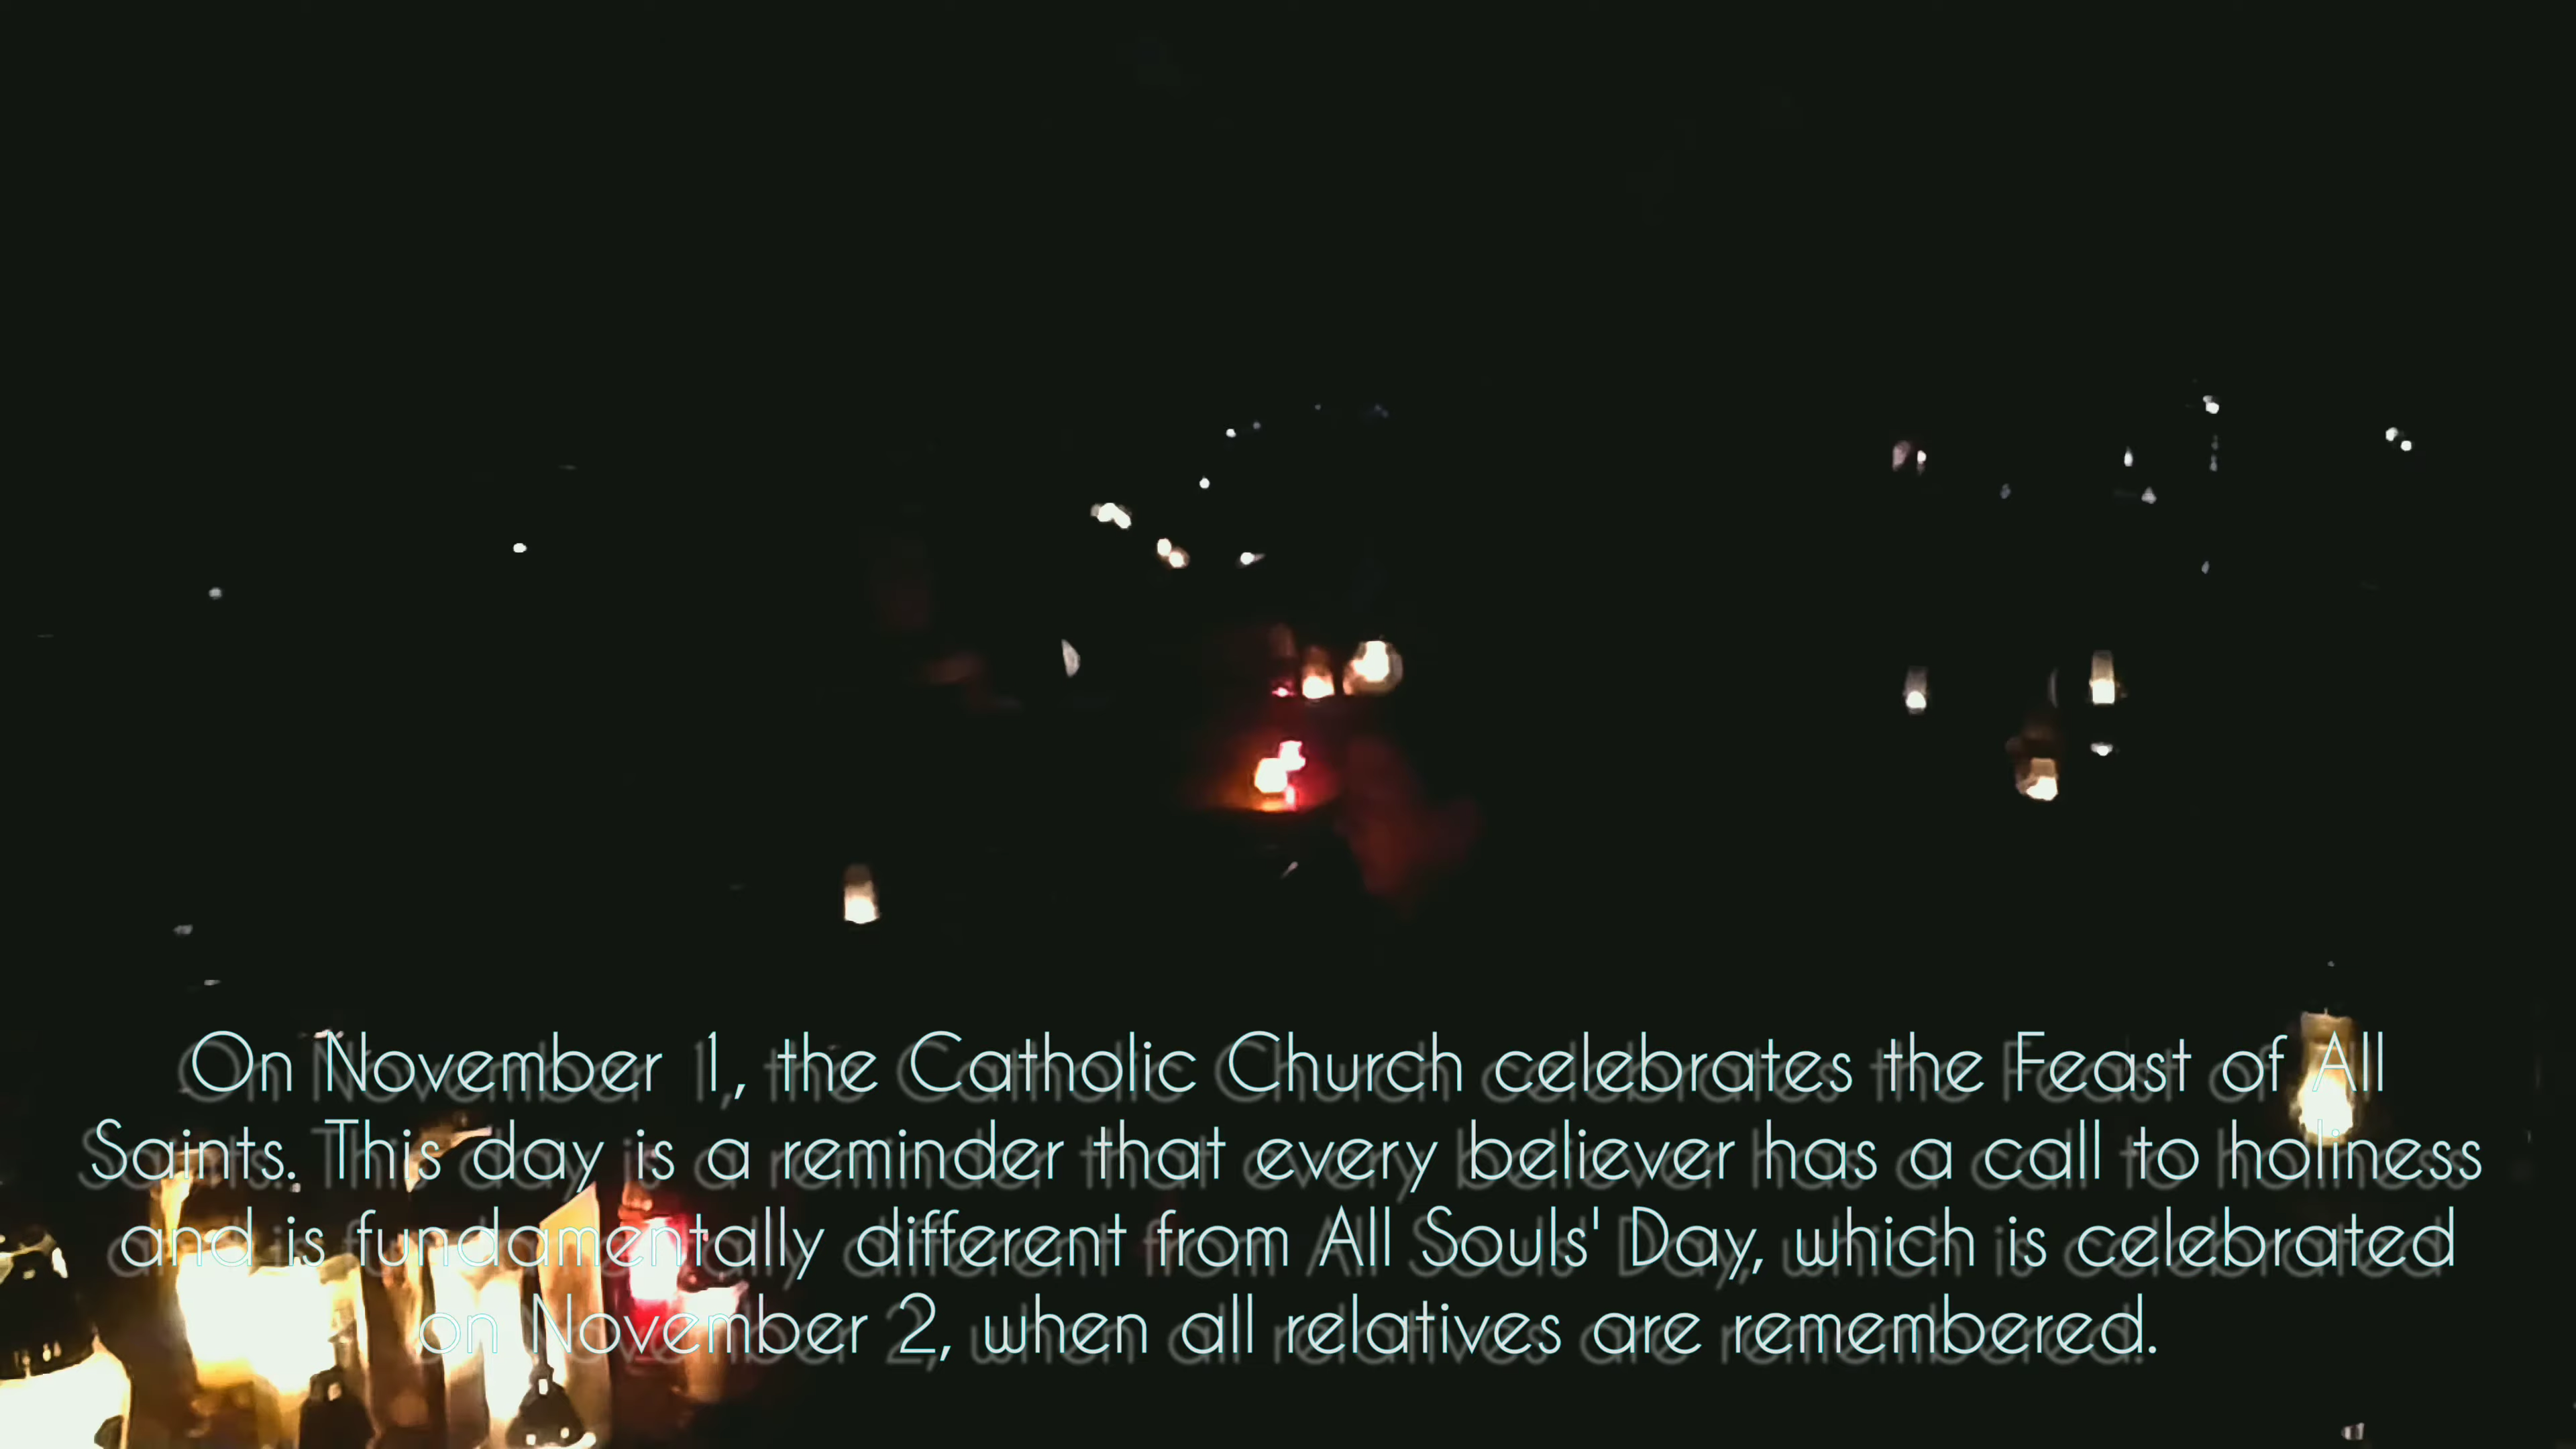 On November 1, the Catholic Church celebrates the Feast of All
Saints. This day is a reminder that every believer has a call to holiness
and is fundamentally different from All Souls' Day, which is celebrated
on November 2, when all relatives are remembered.